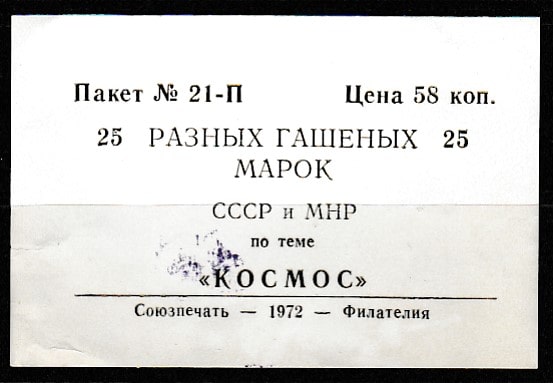 Пакет № 21-П Цена 58 коп.
25 РАЗНЫХ ГАШЕНЫХ 25
МАРОК
СССР и МНР
по теме
«КОСМОС»
Союзпечать — 1972 — Филателия